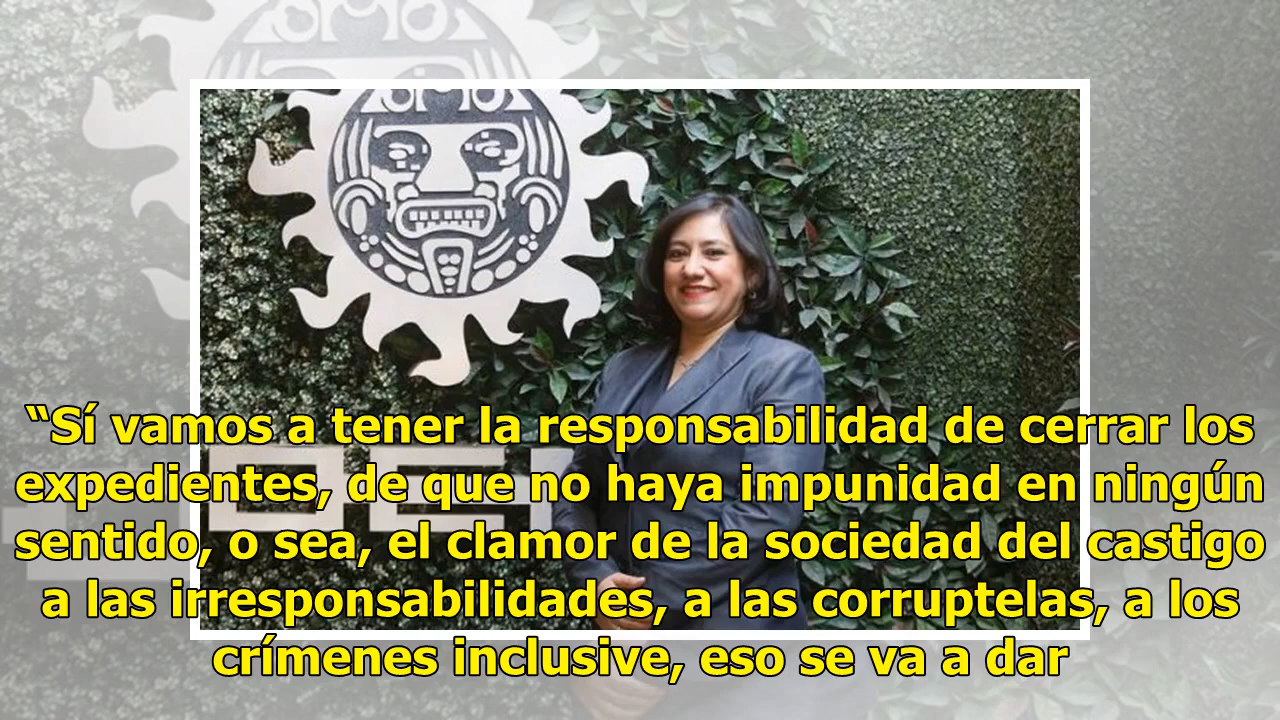 “Sí vamos a tener la responsabilidad de cerrar los
expedientes, de que no haya impunidad en ningún
sentido, o sea, el clamor de la sociedad del castigo
a las irresponsabilidades, a las corruptelas, a los
crímenes inclusive, eso se va a dar